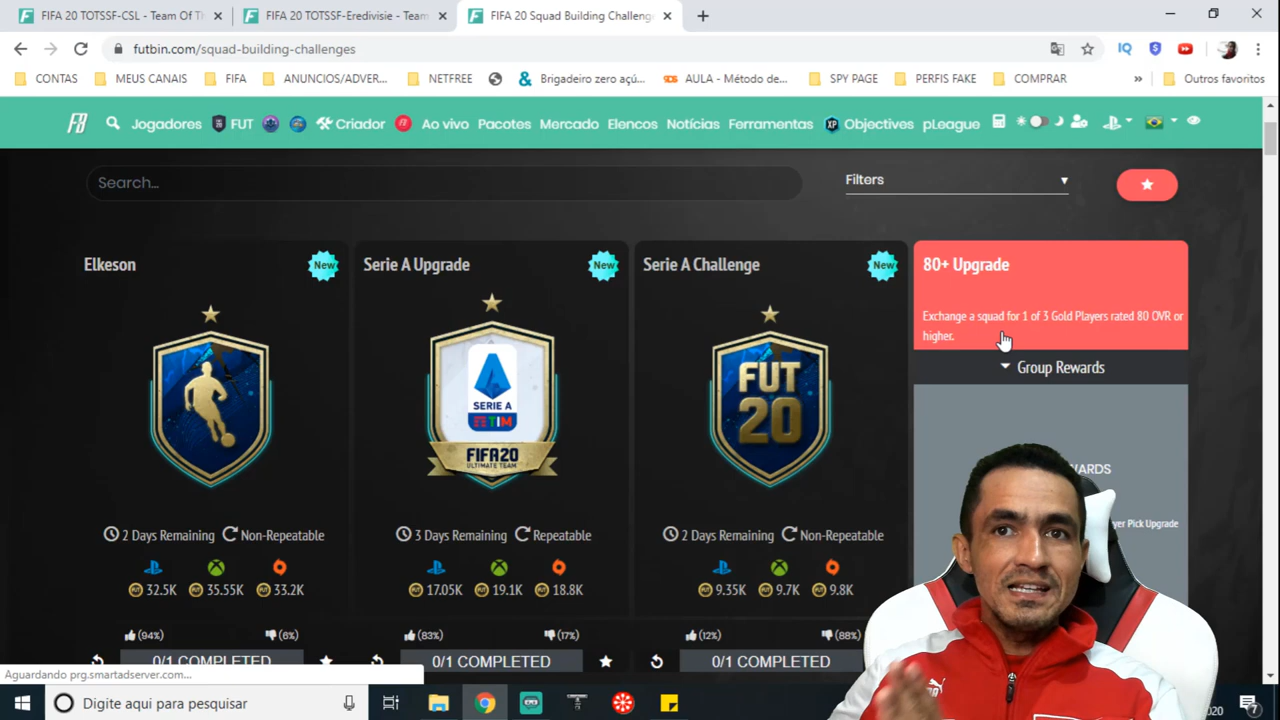 FIFA 20 TOTSSF-CSL - Team Of T
FIFA 20 TOTSSF-Eredivisie - Team
FIFA 20 Squad Building Challeng
futbin.com/squad-building-challenges
CONTAS
MEUS CANAIS
FIFA
ANUNCIOS/ADVER...
NETFREE
Brigadeiro zero açú...
AULA - Método de...
SPY PAGE
PERFIS FAKE
COMPRAR
»
Outros favoritos
Jogadores
FUT
Criador
Ao vivo
Pacotes
Mercado
Elencos
Notícias
Ferramentas
XP Objectives
pLeague
Search...
Filters
Elkeson
New
Serie A Upgrade
New
Serie A Challenge
New
80+ Upgrade
Exchange a squad for 1 of 3 Gold Players rated 80 OVR or
higher.
Group Rewards
SERIE A
TIM
FIFA20
ULTIMATE TEAM
FUT
20
WARDS
yer Pick Upgrade
2 Days Remaining
Non-Repeatable
3 Days Remaining
Repeatable
2 Days Remaining
Non-Repeatable
32.5K
35.55K
33.2K
17.05K
19.1K
18.8K
9.35K
9.7K
9.8K
(94%)
(6%)
(83%)
(17%)
(12%)
(88%)
0/1 COMPLETED
0/1 COMPLETED
0/1 COMPLETED
Aguardando prg.smartadserver.com...
Digite aqui para pesquisar
2020
7